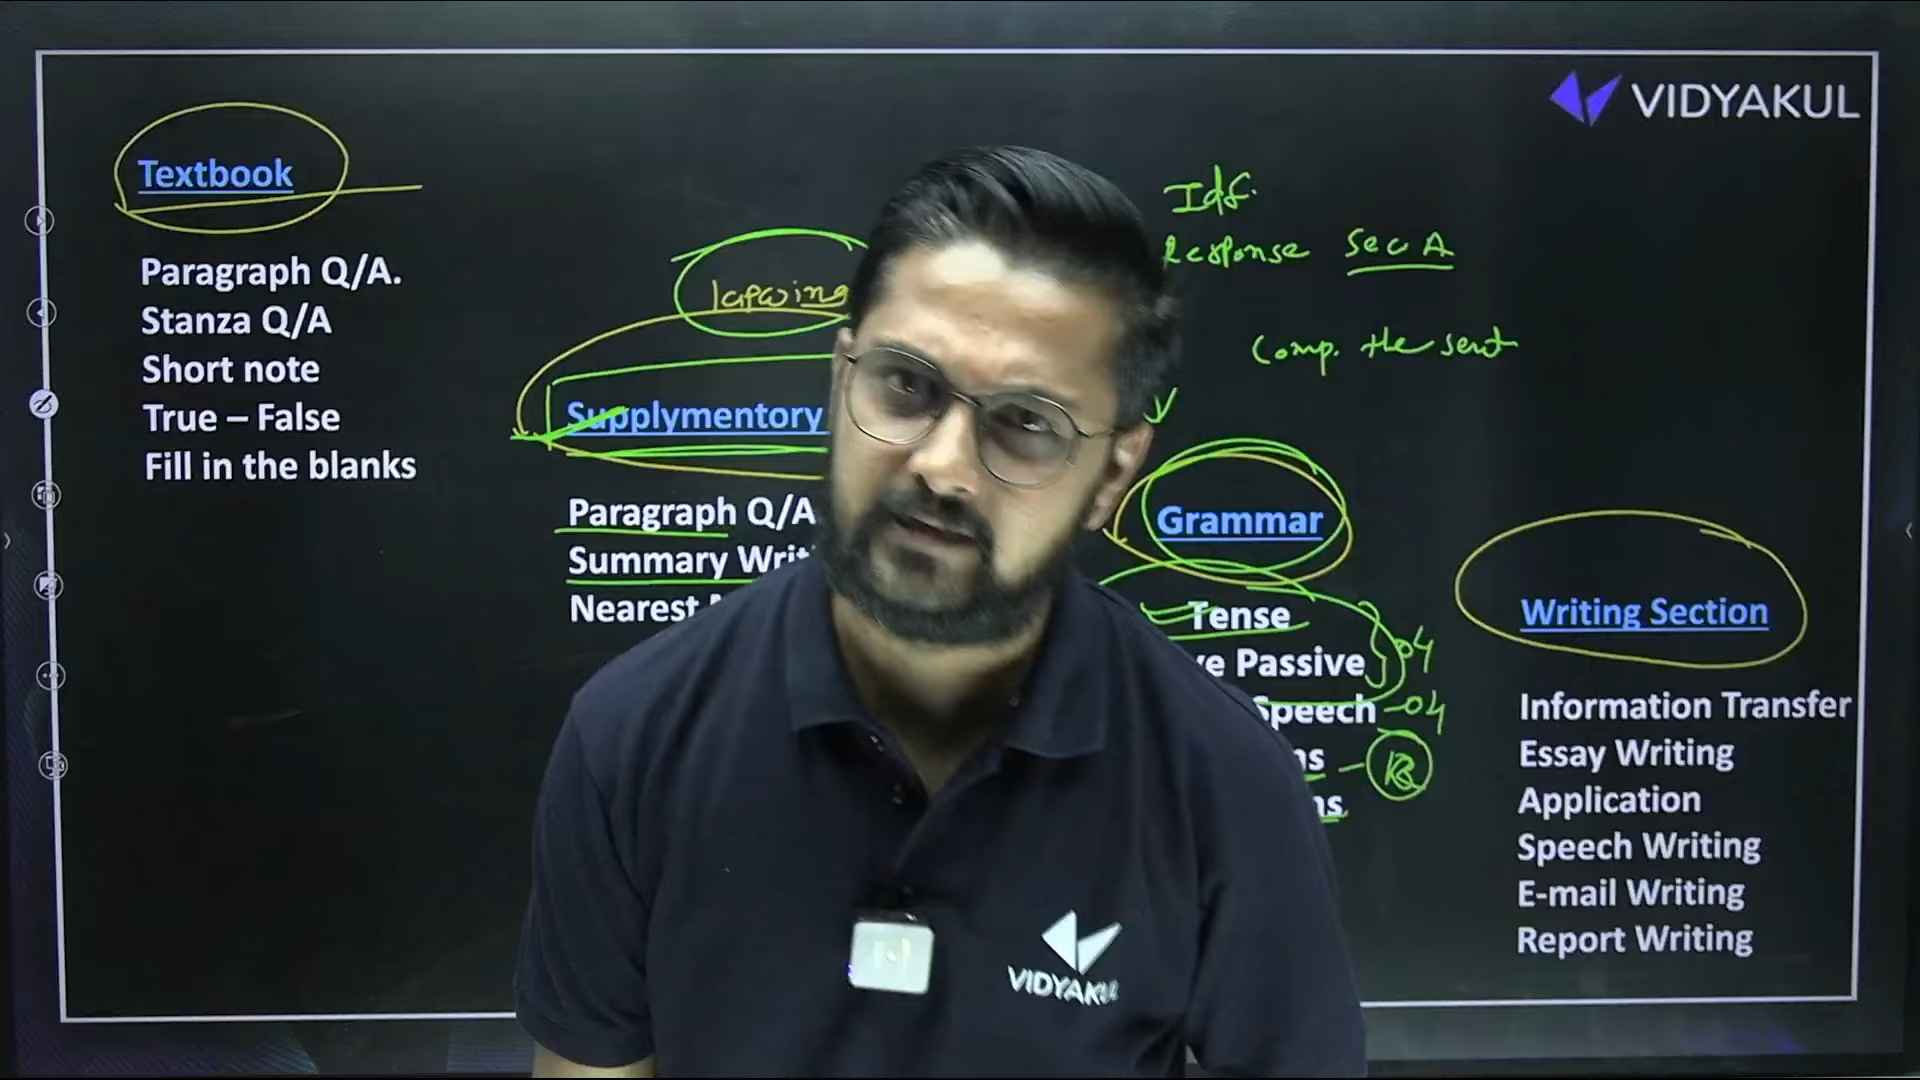 VIDYAKUL
Textbook
Paragraph Q/A.
Stanza Q/A
Short note
True – False
Fill in the blanks
Supplymentory
Paragraph Q/A
Summary
Nearest
Idf.
Response Sec A
Comp. the sent
Grammar
Tense
Passive 04
Speech - 04
Writing Section
Information Transfer
Essay Writing
Application
Speech Writing
E-mail Writing
Report Writing
VIDYAKUL